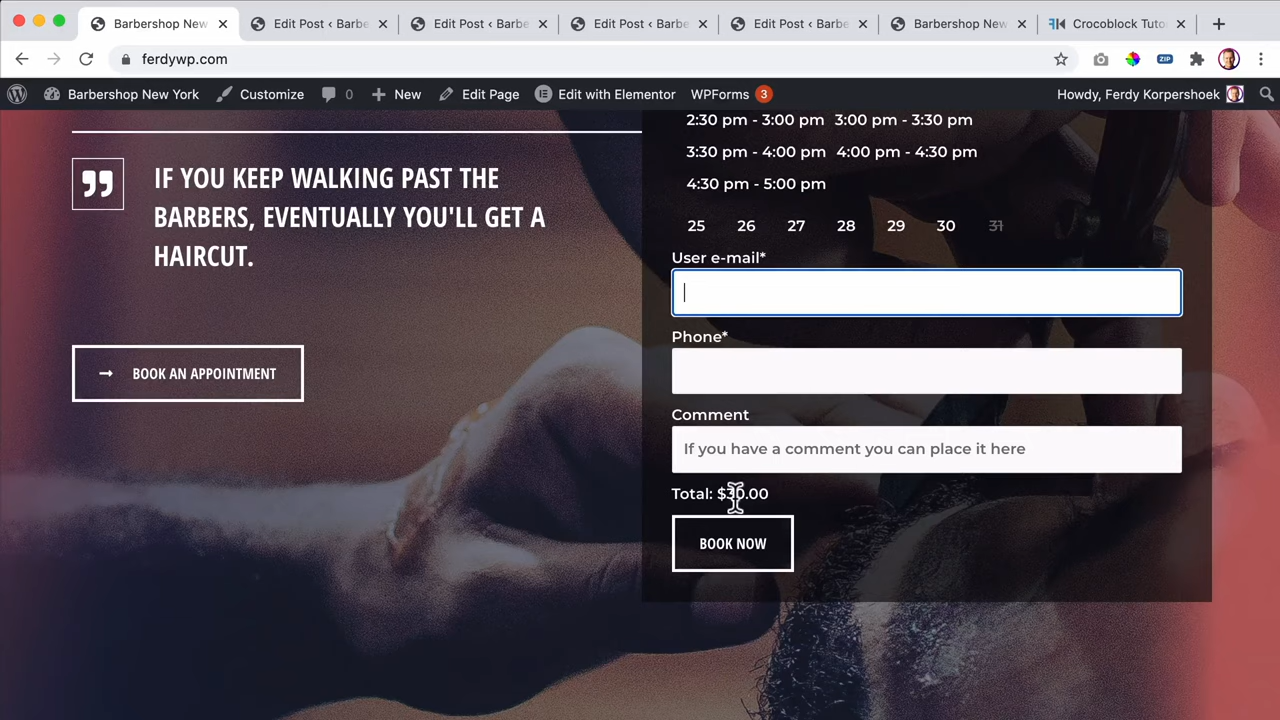 Barbershop New
Edit Post ‹ Barbe
Edit Post ‹ Barbe
Edit Post ‹ Barbe
Edit Post ‹ Barbe
Barbershop New
Crocoblock Tuto
ferdywp.com
ZIP
Barbershop New York
Customize
0
New
Edit Page
Edit with Elementor
WPForms 3
Howdy, Ferdy Korpershoek
2:30 pm - 3:00 pm 3:00 pm - 3:30 pm
3:30 pm - 4:00 pm 4:00 pm - 4:30 pm
4:30 pm - 5:00 pm
25 26 27 28 29 30 31
IF YOU KEEP WALKING PAST THE
BARBERS, EVENTUALLY YOU'LL GET A
HAIRCUT.
BOOK AN APPOINTMENT
User e-mail*
Phone*
Comment
If you have a comment you can place it here
Total: $30.00
BOOK NOW